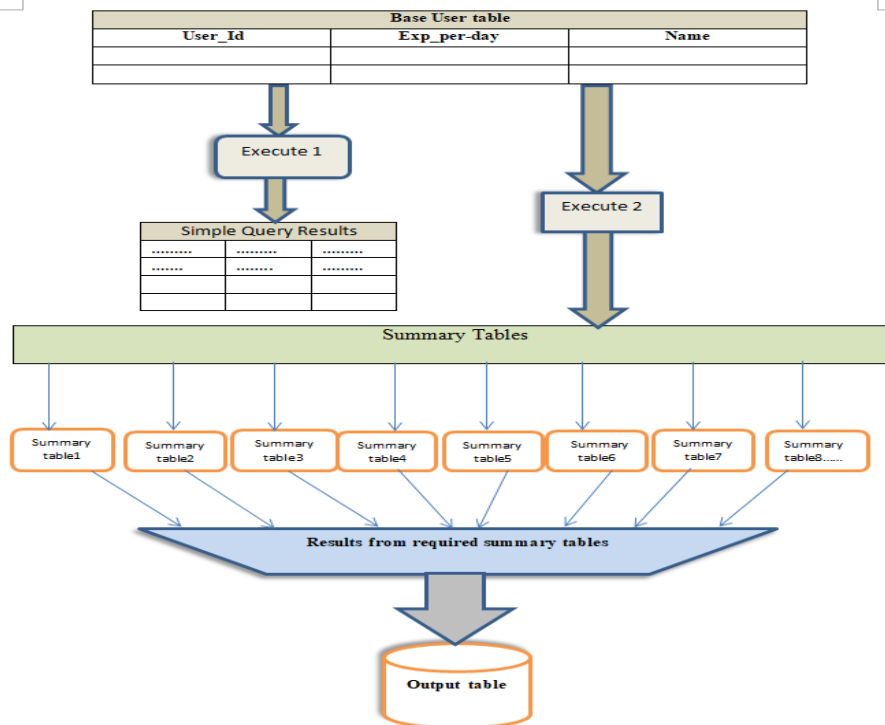 Base User table
User_Id Exp_per-day Name
Execute 1
Execute 2
Simple Query Results
......... ......... .........
....... ........ .........
Summary Tables
Summary
table1
Summary
table2
Summary
table3
Summary
table4
Summary
table5
Summary
table6
Summary
table7
Summary
table8......
Results from required summary tables
Output table